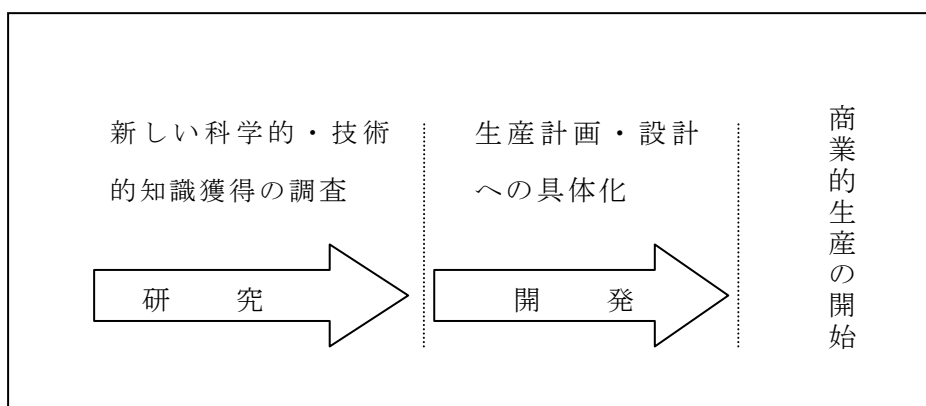 新しい科学的・技術
的知識獲得の調査
生産計画・設計
への具体化
商業的生産の開始
研究
開発